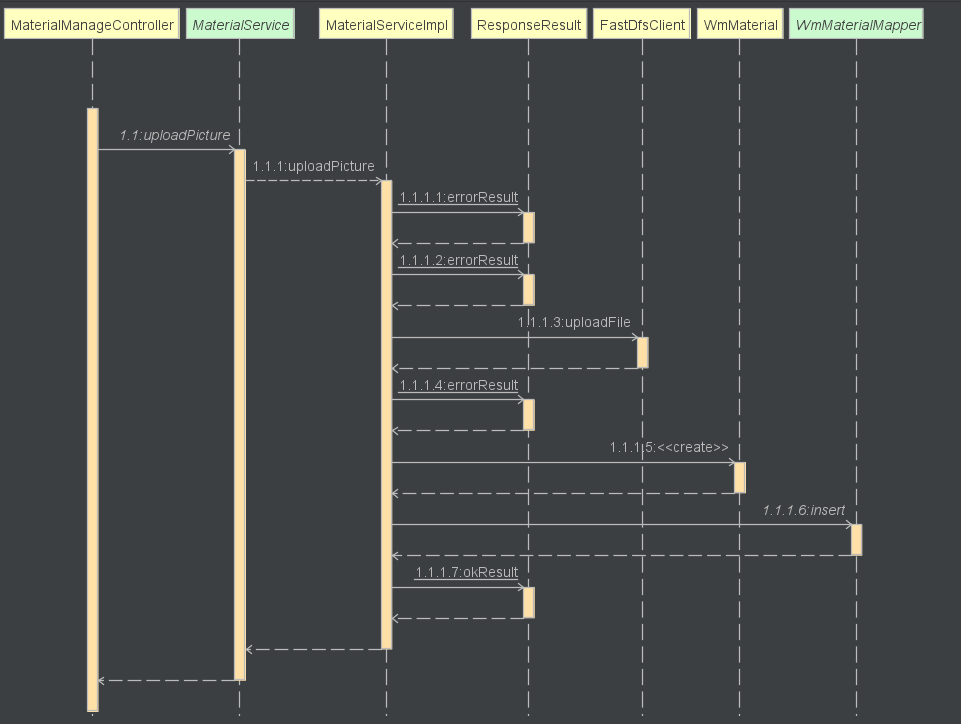 MaterialManageController
MaterialService
MaterialServiceImpl
ResponseResult
FastDfsClient
WmMaterial
WmMaterialMapper
1.1:uploadPicture
1.1.1:uploadPicture
1.1.1.1:errorResult
1.1.1.2:errorResult
1.1.1.3:uploadFile
1.1.1.4:errorResult
1.1.1.5:<<create>>
1.1.1.6:insert
1.1.1.7:okResult